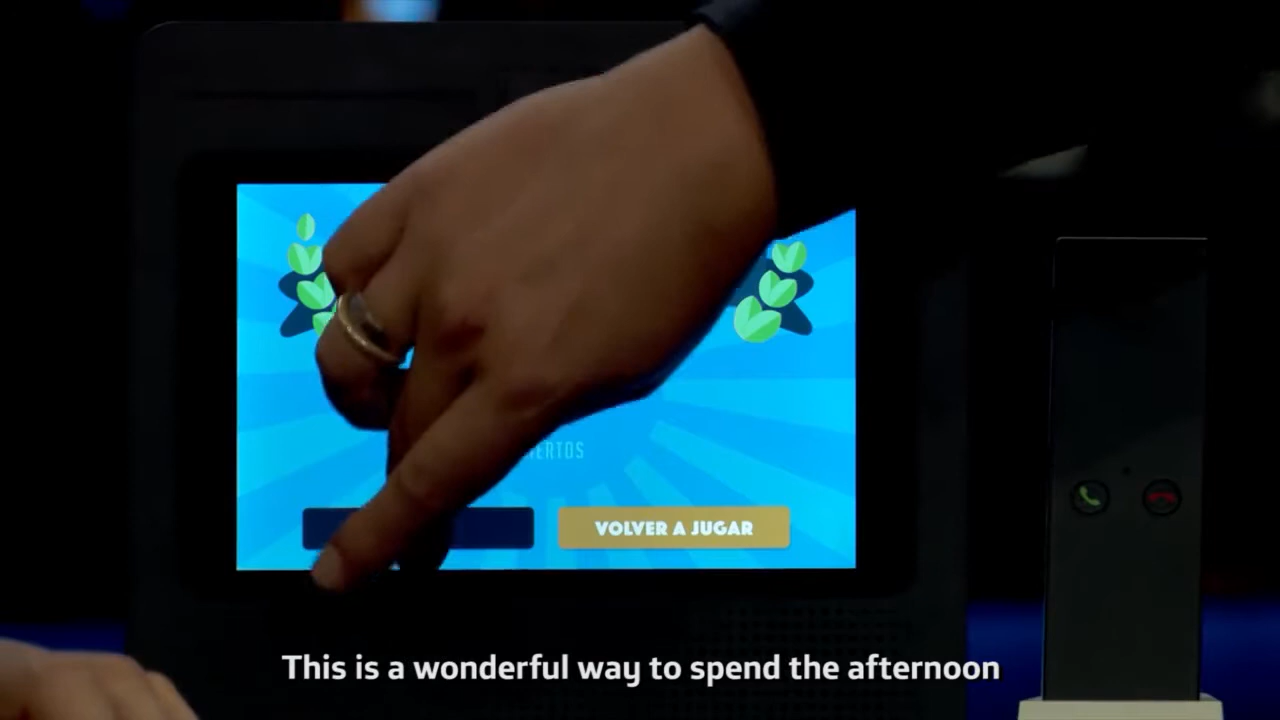 VOLVER A JUGAR
This is a wonderful way to spend the afternoon